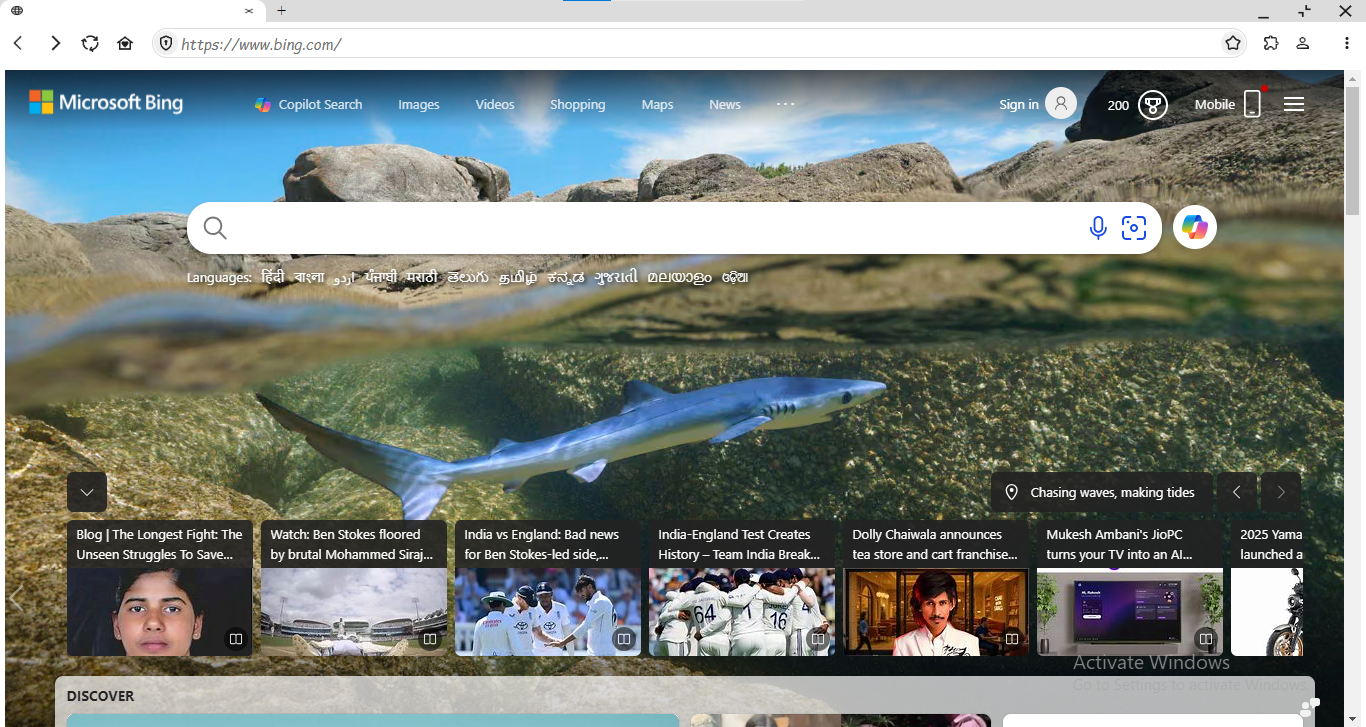 https://www.bing.com/
Microsoft Bing
Copilot Search
Images
Videos
Shopping
Maps
News
Sign in
200
Mobile
Languages: हिंदी বাংলা اردو ਪੰਜਾਬੀ मराठी తెలుగు தமிழ் ಕನ್ನಡ ગુજરાતી മലയാളം ଓଡ଼ିଆ
Chasing waves, making tides
Blog | The Longest Fight: The
Unseen Struggles To Save...
Watch: Ben Stokes floored
by brutal Mohammed Siraj...
India vs England: Bad news
for Ben Stokes-led side,...
India-England Test Creates
History – Team India Break...
64
16
4
Dolly Chaiwala announces
tea store and cart franchise...
Mukesh Ambani's JioPC
turns your TV into an AI...
2025 Yama
launched a
Activate Windows
Go to Settings to activate Windows.
DISCOVER